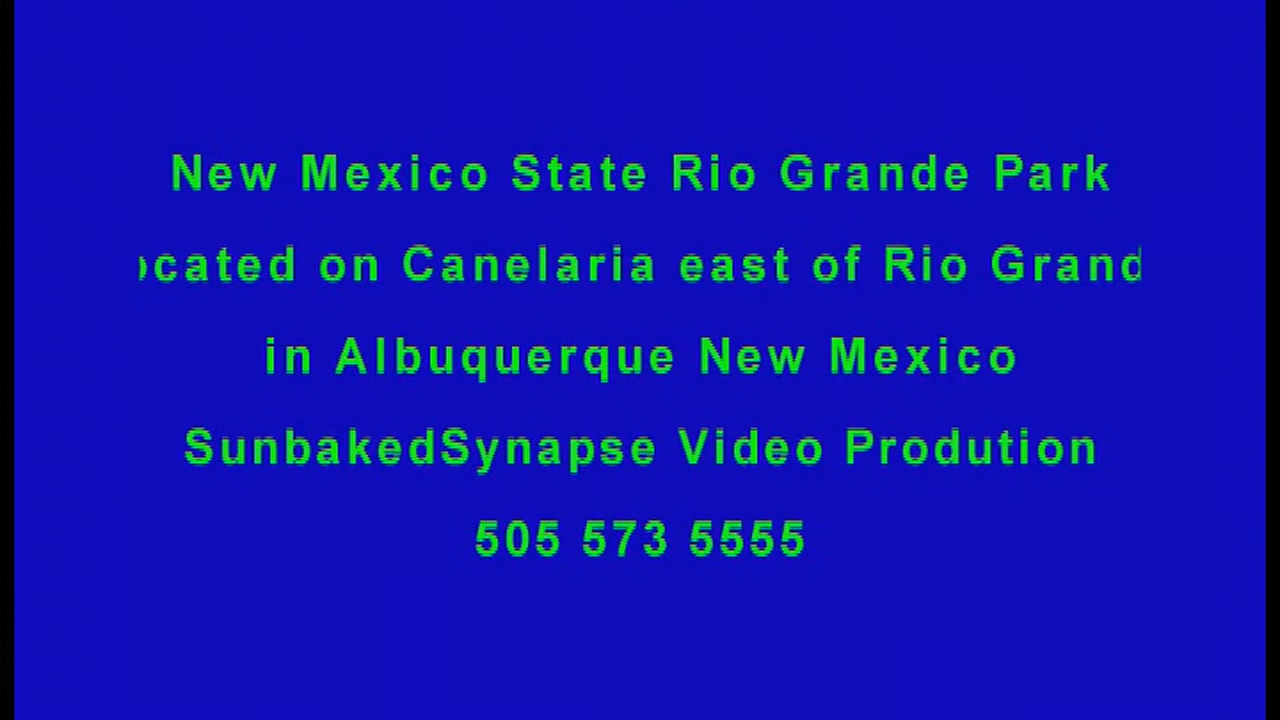 New Mexico State Rio Grande Park
ocated on Canelaria east of Rio Grand
in Albuquerque New Mexico
SunbakedSynapse Video Prodution
505 573 5555